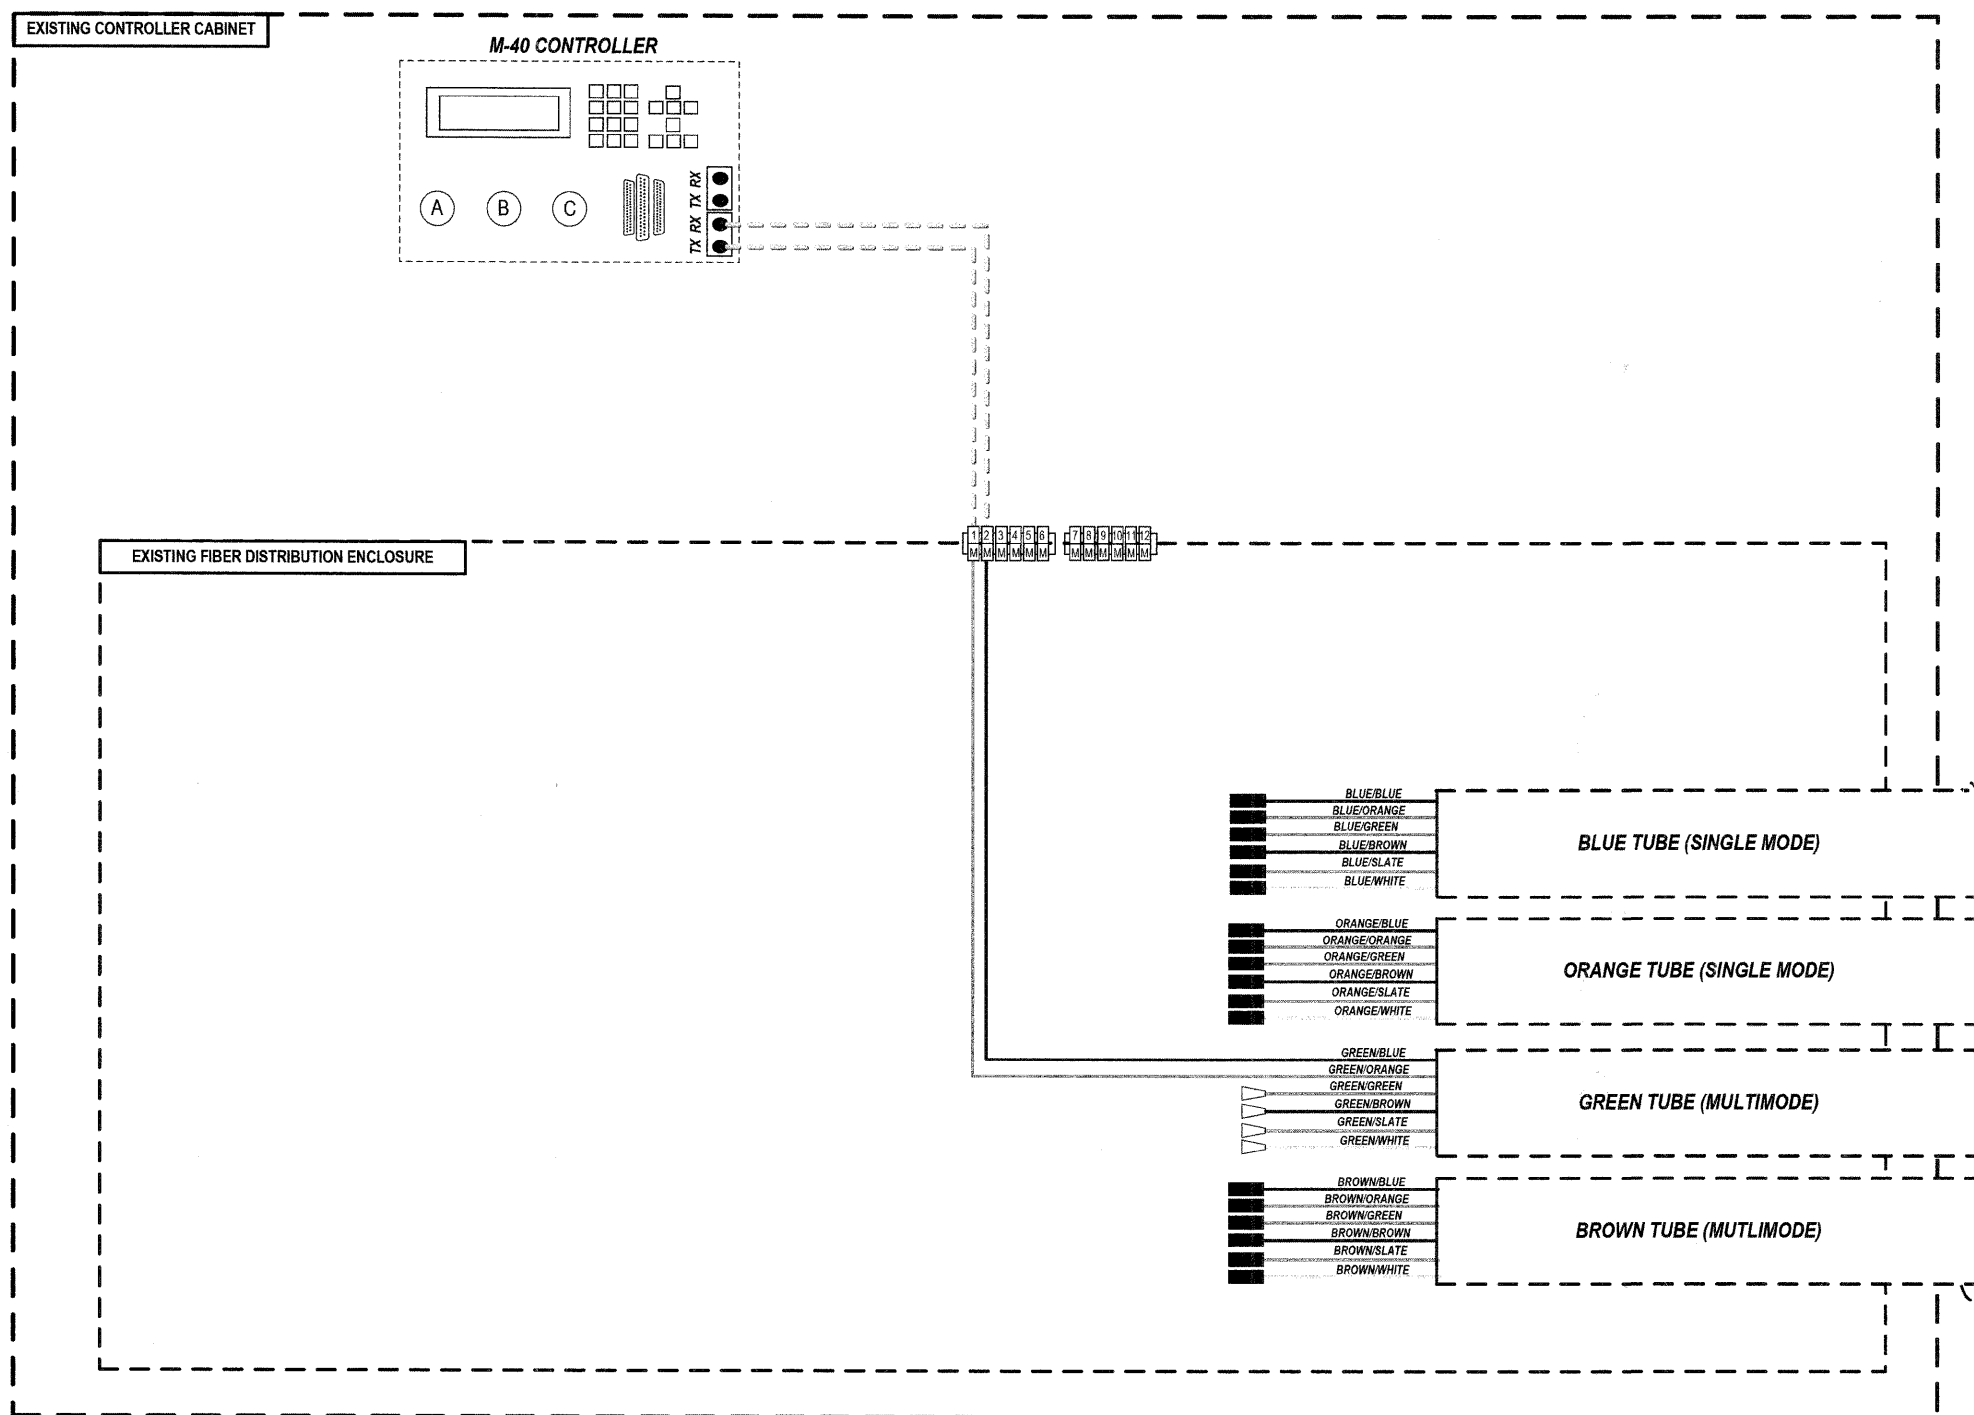 EXISTING CONTROLLER CABINET
M-40 CONTROLLER
A B C
TX RX TX RX
1 2 3 4 5 6 7 8 9 10 11 12
M M M M M M M M M M M M
EXISTING FIBER DISTRIBUTION ENCLOSURE
BLUE/BLUE
BLUE/ORANGE
BLUE/GREEN
BLUE/BROWN
BLUE/SLATE
BLUE/WHITE
BLUE TUBE (SINGLE MODE)
ORANGE/BLUE
ORANGE/ORANGE
ORANGE/GREEN
ORANGE/BROWN
ORANGE/SLATE
ORANGE/WHITE
ORANGE TUBE (SINGLE MODE)
GREEN/BLUE
GREEN/ORANGE
GREEN/GREEN
GREEN/BROWN
GREEN/SLATE
GREEN/WHITE
GREEN TUBE (MULTIMODE)
BROWN/BLUE
BROWN/ORANGE
BROWN/GREEN
BROWN/BROWN
BROWN/SLATE
BROWN/WHITE
BROWN TUBE (MUTLIMODE)